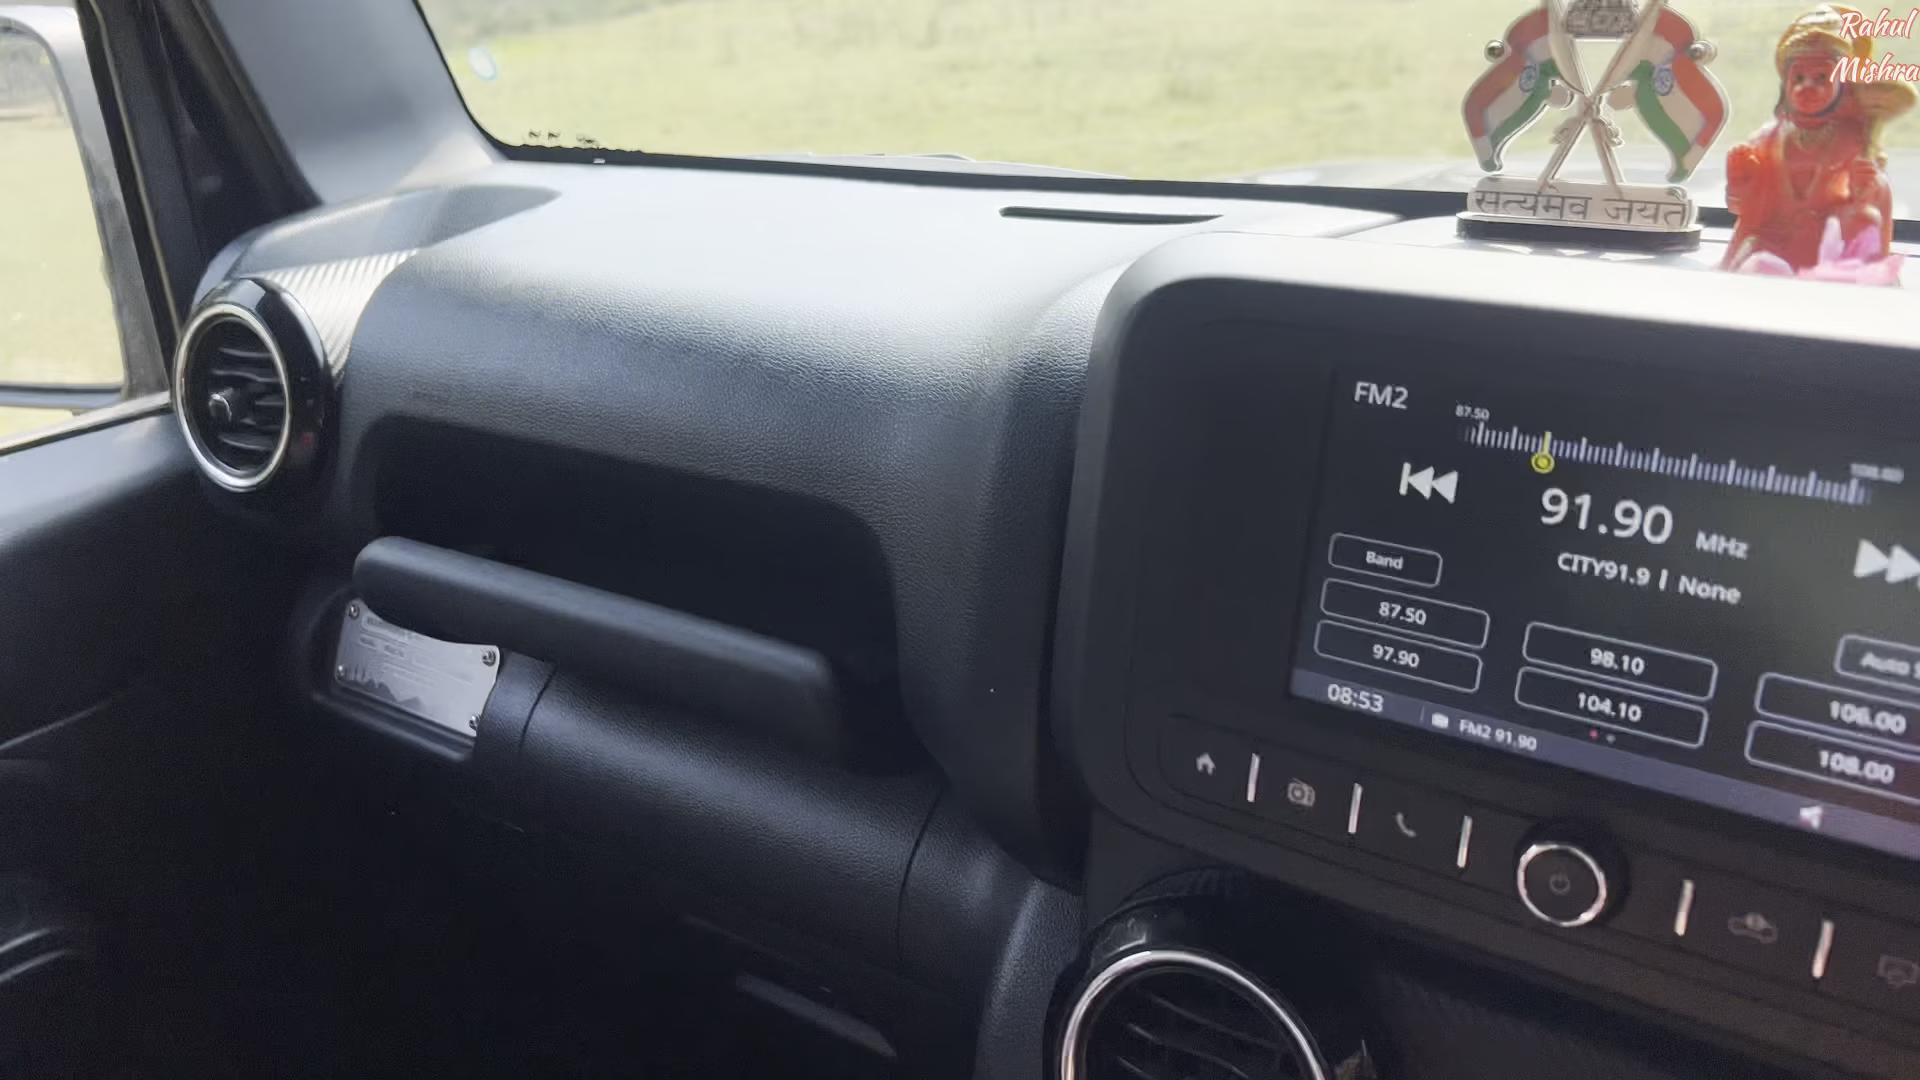 Rahul
Mishra
सत्यमेव जयते
FM2
87.50
91.90 MHz
CITY91.9 | None
Band
87.50
98.10
106.00
97.90
104.10
108.00
Auto
08:53
FM2 91.90